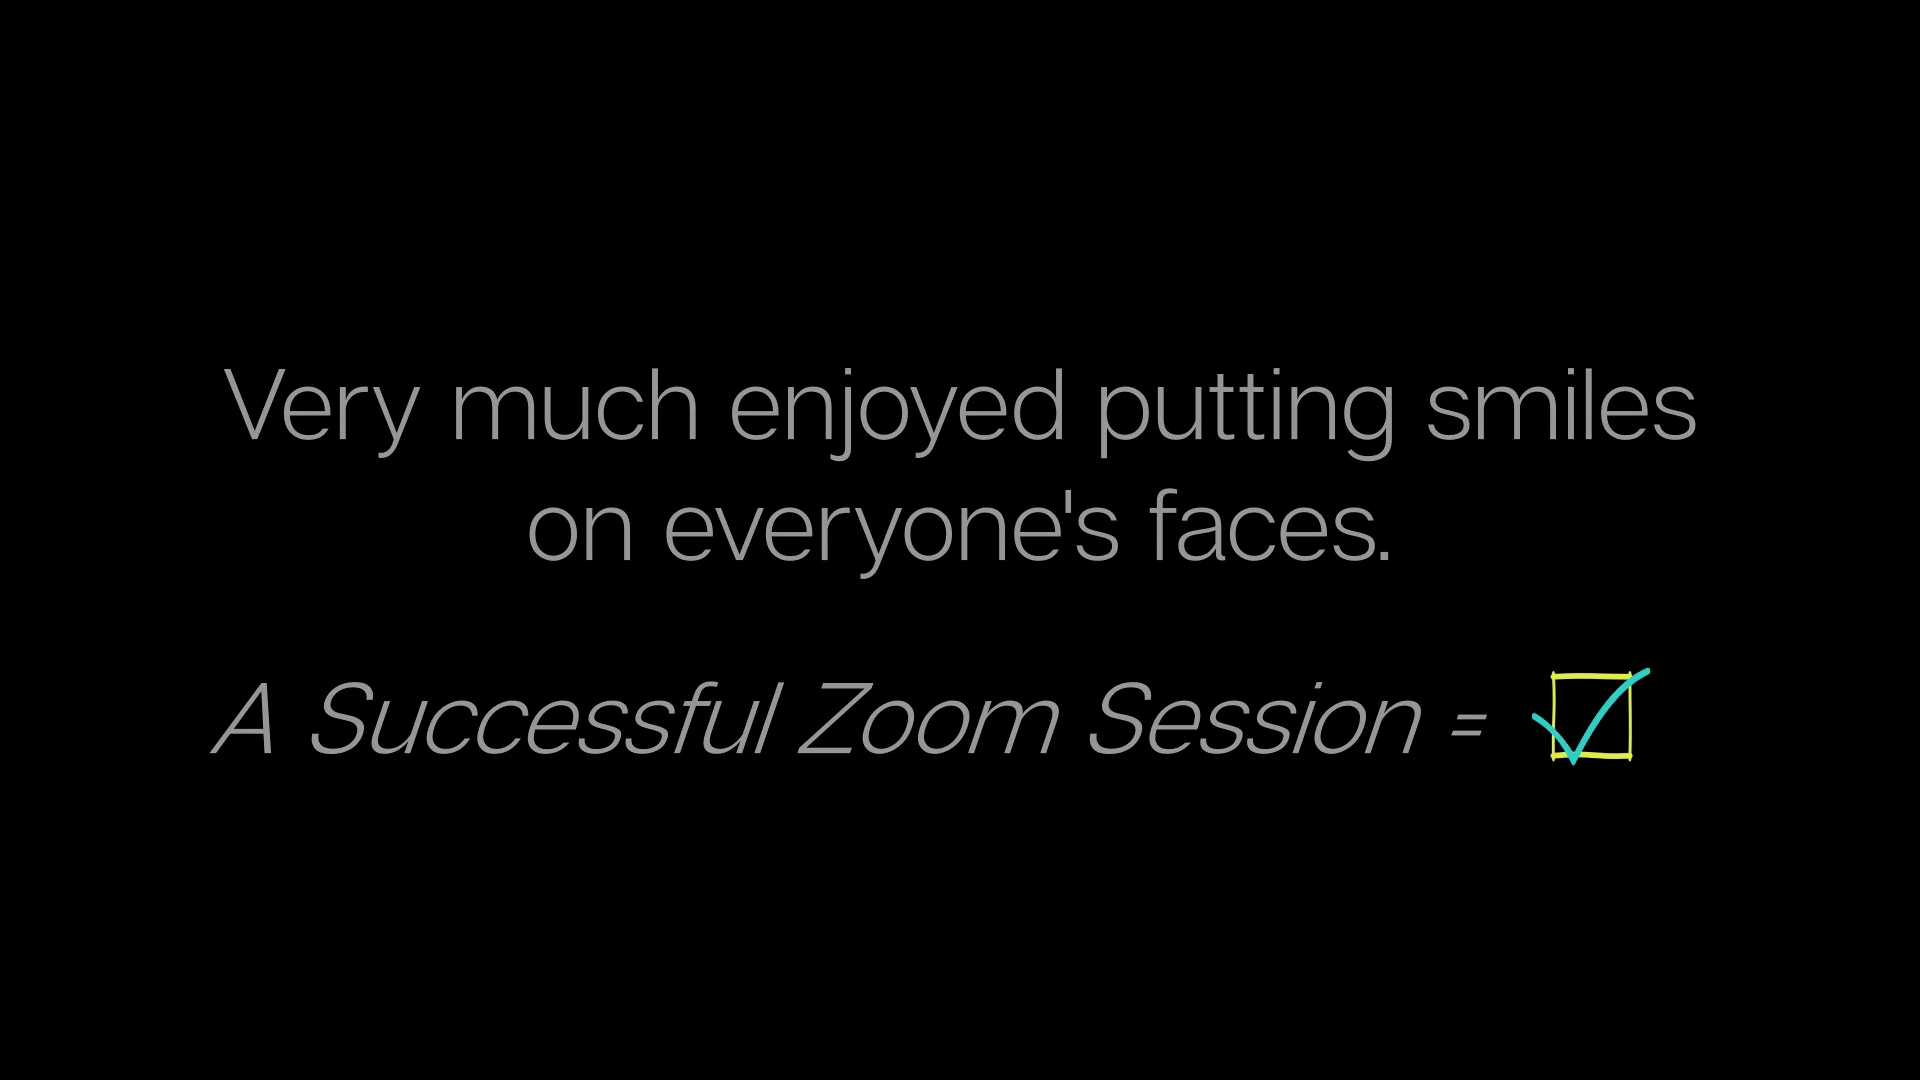 Very much enjoyed putting smiles
on everyone's faces.
A Successful Zoom Session =